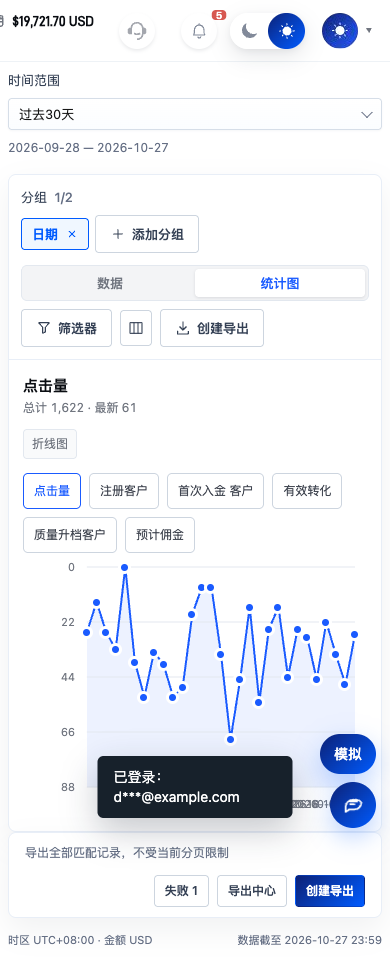 $19,721.70 USD
5
时间范围
过去30天
2026-09-28 — 2026-10-27
分组 1/2
日期 ×
+ 添加分组
数据
统计图
筛选器
创建导出
点击量
总计 1,622 · 最新 61
折线图
点击量
注册客户
首次入金 客户
有效转化
质量升档客户
预计佣金
0
22
44
66
88
模拟
已登录：
d***@example.com
导出全部匹配记录，不受当前分页限制
失败 1
导出中心
创建导出
时区 UTC+08:00 · 金额 USD
数据截至 2026-10-27 23:59